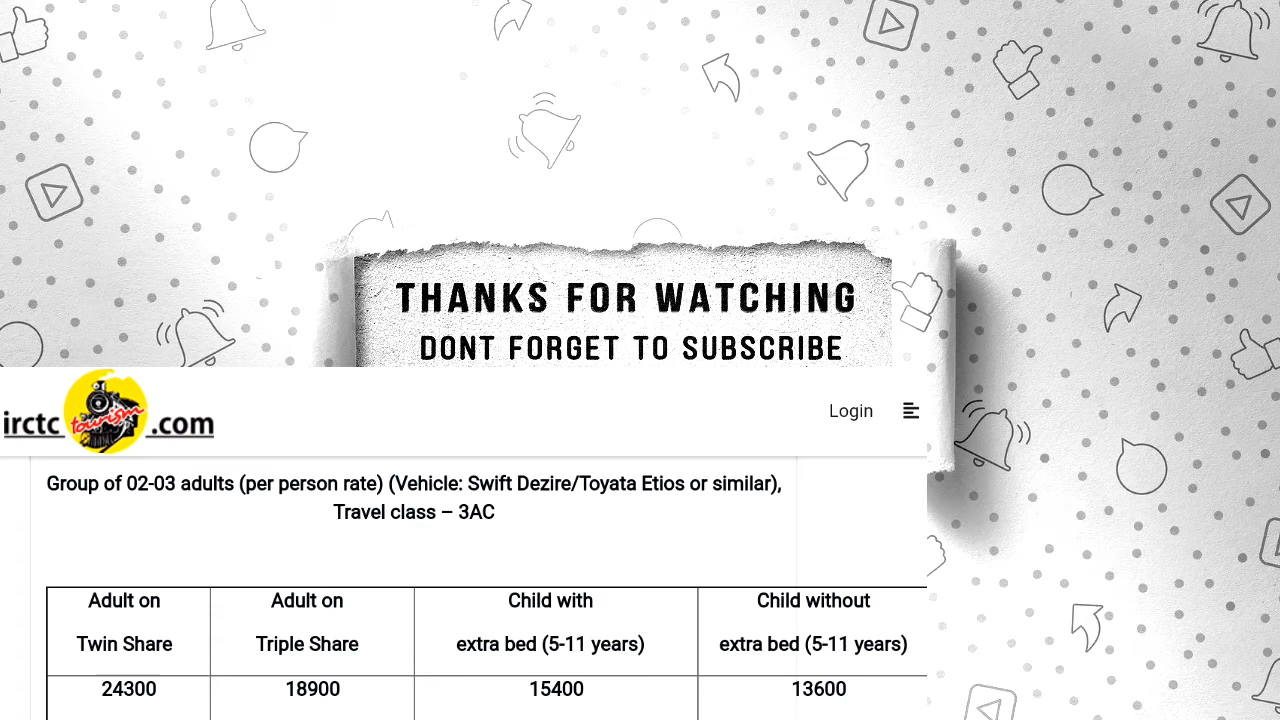 THANKS FOR WATCHING
DONT FORGET TO SUBSCRIBE
irctc tourism .com
Login
Group of 02-03 adults (per person rate) (Vehicle: Swift Dezire/Toyata Etios or similar),
Travel class – 3AC
Adult on
Twin Share
Adult on
Triple Share
Child with
extra bed (5-11 years)
Child without
extra bed (5-11 years)
24300
18900
15400
13600